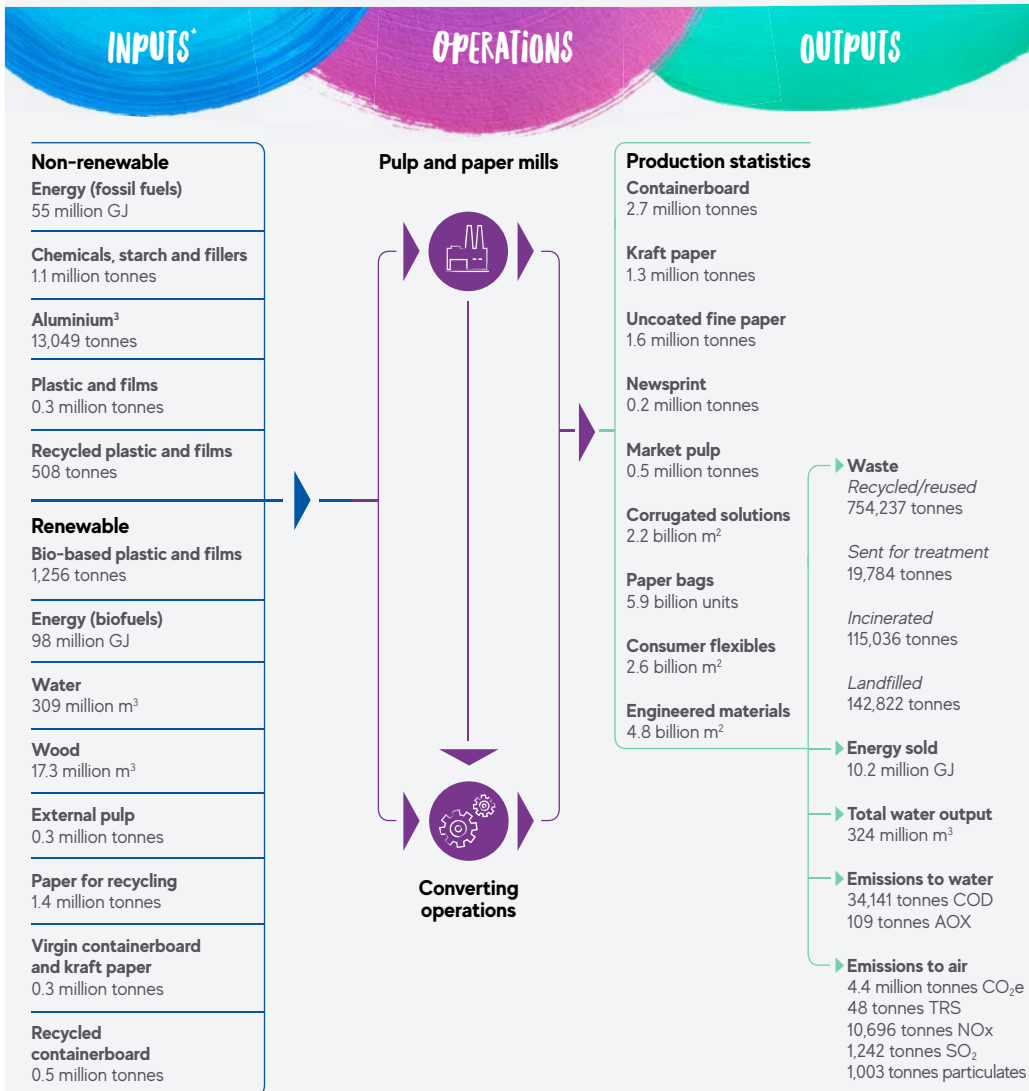 INPUTS*
OPERATIONS
OUTPUTS
Non-renewable
Energy (fossil fuels)
55 million GJ
Chemicals, starch and fillers
1.1 million tonnes
Aluminium³
13,049 tonnes
Plastic and films
0.3 million tonnes
Recycled plastic and films
508 tonnes
Renewable
Bio-based plastic and films
1,256 tonnes
Energy (biofuels)
98 million GJ
Water
309 million m³
Wood
17.3 million m³
External pulp
0.3 million tonnes
Paper for recycling
1.4 million tonnes
Virgin containerboard
and kraft paper
0.3 million tonnes
Recycled
containerboard
0.5 million tonnes
Pulp and paper mills
Converting
operations
Production statistics
Containerboard
2.7 million tonnes
Kraft paper
1.3 million tonnes
Uncoated fine paper
1.6 million tonnes
Newsprint
0.2 million tonnes
Market pulp
0.5 million tonnes
Corrugated solutions
2.2 billion m²
Paper bags
5.9 billion units
Consumer flexibles
2.6 billion m²
Engineered materials
4.8 billion m²
Waste
Recycled/reused
754,237 tonnes
Sent for treatment
19,784 tonnes
Incinerated
115,036 tonnes
Landfilled
142,822 tonnes
Energy sold
10.2 million GJ
Total water output
324 million m³
Emissions to water
34,141 tonnes COD
109 tonnes AOX
Emissions to air
4.4 million tonnes CO₂e
48 tonnes TRS
10,696 tonnes NOx
1,242 tonnes SO₂
1,003 tonnes particulates